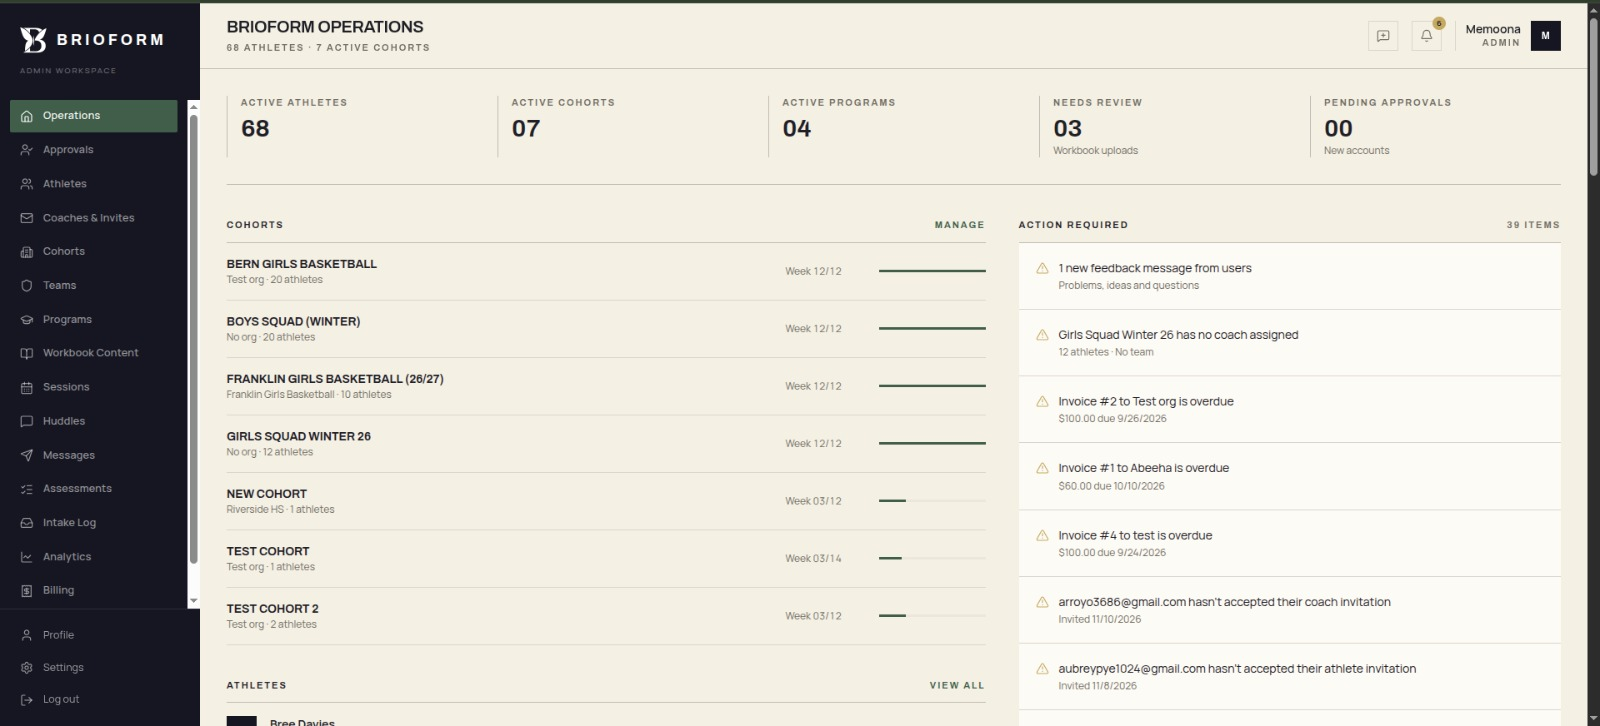 BRIOFORM
ADMIN WORKSPACE
Operations
Approvals
Athletes
Coaches & Invites
Cohorts
Teams
Programs
Workbook Content
Sessions
Huddles
Messages
Assessments
Intake Log
Analytics
Billing
Profile
Settings
Log out
BRIOFORM OPERATIONS
68 ATHLETES · 7 ACTIVE COHORTS
6
Memoona
ADMIN
M
ACTIVE ATHLETES
68
ACTIVE COHORTS
07
ACTIVE PROGRAMS
04
NEEDS REVIEW
03
Workbook uploads
PENDING APPROVALS
00
New accounts
COHORTS
MANAGE
BERN GIRLS BASKETBALL
Test org · 20 athletes
Week 12/12
BOYS SQUAD (WINTER)
No org · 20 athletes
Week 12/12
FRANKLIN GIRLS BASKETBALL (26/27)
Franklin Girls Basketball · 10 athletes
Week 12/12
GIRLS SQUAD WINTER 26
No org · 12 athletes
Week 12/12
NEW COHORT
Riverside HS · 1 athletes
Week 03/12
TEST COHORT
Test org · 1 athletes
Week 03/14
TEST COHORT 2
Test org · 2 athletes
Week 03/12
ATHLETES
VIEW ALL
Bree Davies
ACTION REQUIRED
39 ITEMS
1 new feedback message from users
Problems, ideas and questions
Girls Squad Winter 26 has no coach assigned
12 athletes · No team
Invoice #2 to Test org is overdue
$100.00 due 9/26/2026
Invoice #1 to Abeeha is overdue
$60.00 due 10/10/2026
Invoice #4 to test is overdue
$100.00 due 9/24/2026
arroyo3686@gmail.com hasn't accepted their coach invitation
Invited 11/10/2026
aubreypye1024@gmail.com hasn't accepted their athlete invitation
Invited 11/8/2026